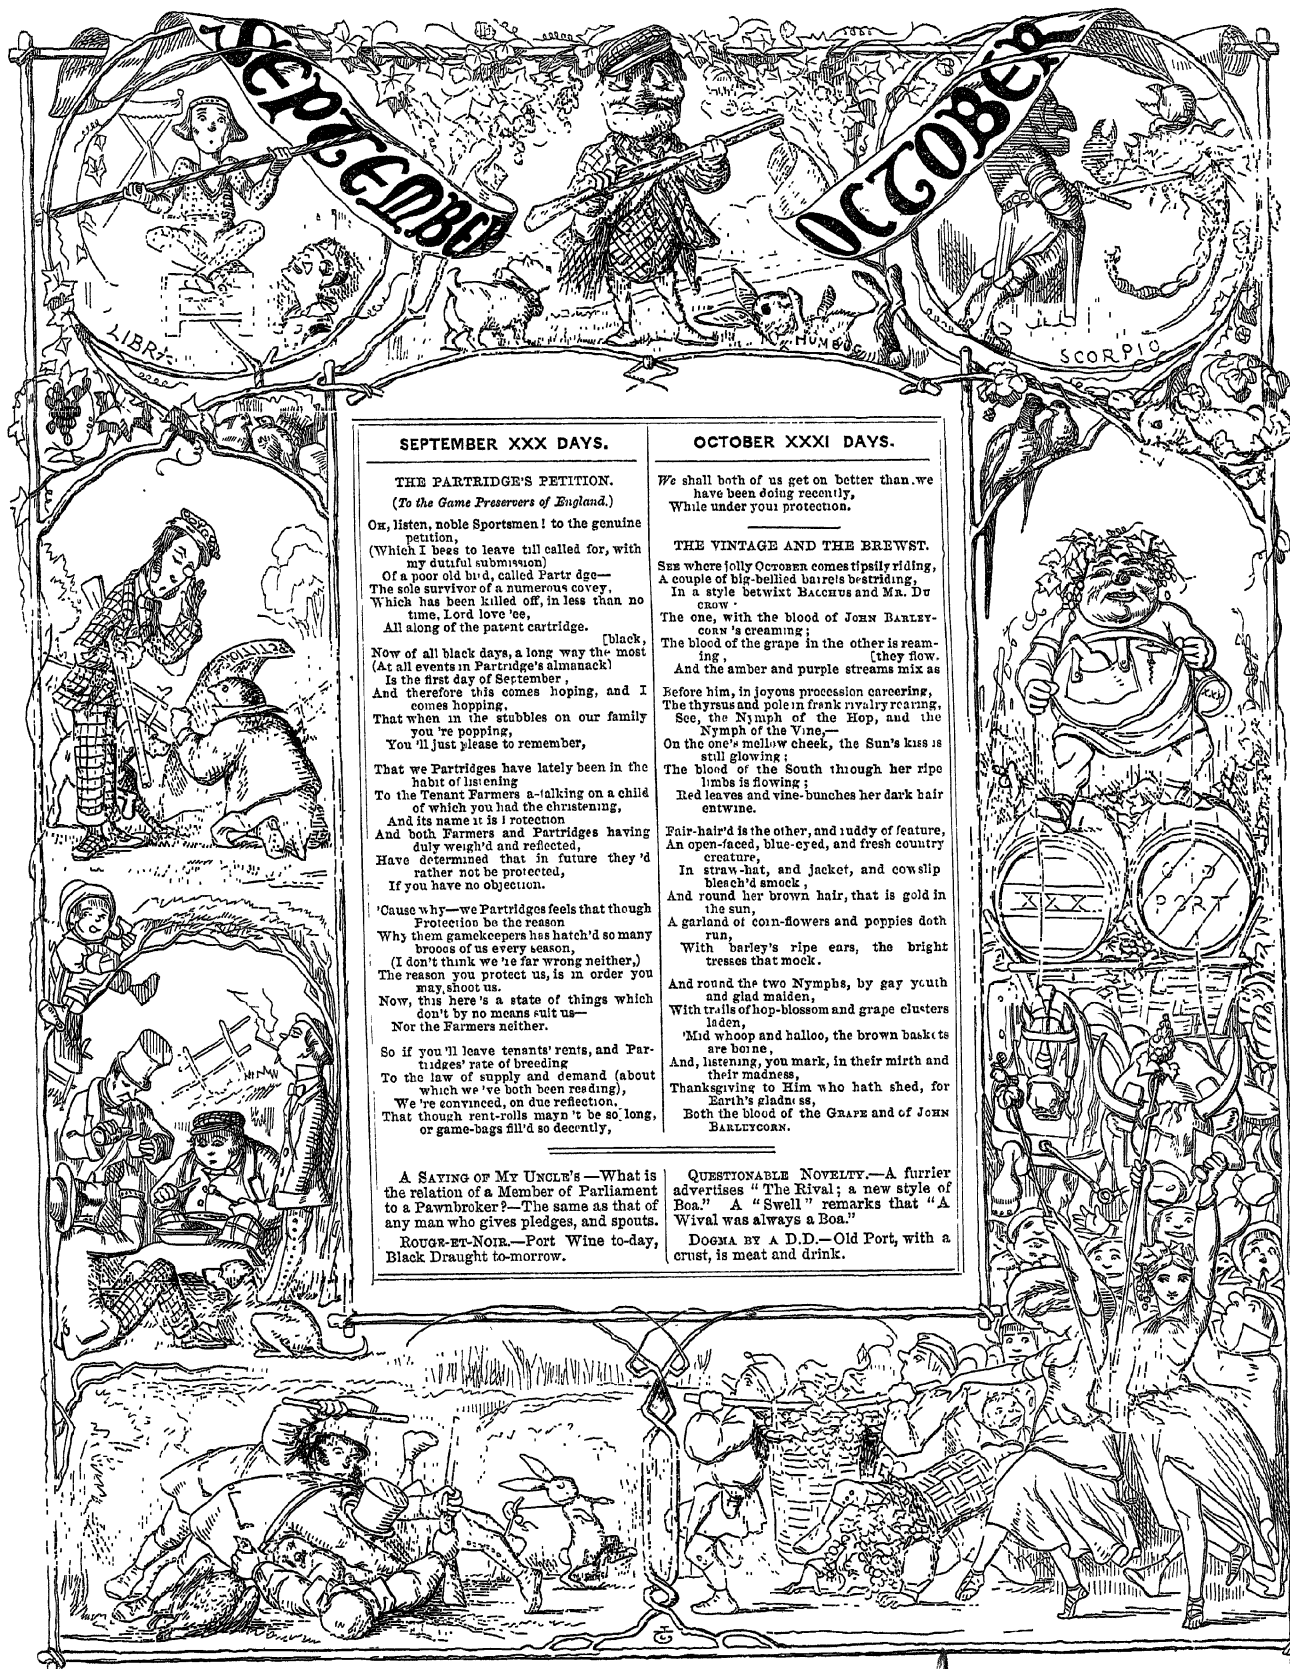 SEPTEMBER
OCTOBER
LIBRA
HUMBUG
SCORPIO
SEPTEMBER XXX DAYS.
THE PARTRIDGE'S PETITION.
(To the Game Preservers of England.)
OH, listen, noble Sportsmen! to the genuine
petition,
(Which I begs to leave till called for, with
my dutiful submission)
Of a poor old bird, called Partridge—
The sole survivor of a numerous covey,
Which has been killed off, in less than no
time, Lord love 'ee,
All along of the patent cartridge.
[black,
Now of all black days, a long way the most
(At all events in Partridge's almanack)
Is the first day of September,
And therefore this comes hoping, and I
comes hopping,
That when in the stubbles on our family
you 're popping,
You 'll just please to remember,
That we Partridges have lately been in the
habit of listening
To the Tenant Farmers a-talking on a child
of which you had the christening,
And its name it is Protection
And both Farmers and Partridges having
duly weigh'd and reflected,
Have determined that in future they 'd
rather not be protected,
If you have no objection.
'Cause why—we Partridges feels that though
Protection be the reason
Why them gamekeepers has hatch'd so many
broods of us every season,
(I don't think we 're far wrong neither,)
The reason you protect us, is in order you
may shoot us.
Now, this here's a state of things which
don't by no means suit us—
Nor the Farmers neither.
So if you 'll leave tenants' rents, and Par-
tridges' rate of breeding
To the law of supply and demand (about
which we 've both been reading),
We 're convinced, on due reflection,
That though rent-rolls mayn 't be so long,
or game-bags fill'd so decently,
OCTOBER XXXI DAYS.
We shall both of us get on better than we
have been doing recently,
While under your protection.
THE VINTAGE AND THE BREWST.
SEE where jolly OCTOBER comes tipsily riding,
A couple of big-bellied barrels bestriding,
In a style betwixt BACCHUS and MR. DU
CROW
The one, with the blood of JOHN BARLEY-
CORN 's creaming;
The blood of the grape in the other is ream-
ing, [they flow.
And the amber and purple streams mix as
Before him, in joyous procession careering,
The thyrsus and pole in frank rivalry rearing,
See, the Nymph of the Hop, and the
Nymph of the Vine,—
On the one's mellow cheek, the Sun's kiss is
still glowing;
The blood of the South through her ripe
limbs is flowing;
Red leaves and vine-bunches her dark hair
entwine.
Fair-hair'd is the other, and ruddy of feature,
An open-faced, blue-eyed, and fresh country
creature,
In straw-hat, and jacket, and cowslip
bleach'd smock,
And round her brown hair, that is gold in
the sun,
A garland of corn-flowers and poppies doth
run,
With barley's ripe ears, the bright
tresses that mock.
And round the two Nymphs, by gay youth
and glad maiden,
With trails of hop-blossom and grape clusters
laden,
'Mid whoop and halloo, the brown baskets
are borne,
And, listening, you mark, in their mirth and
their madness,
Thanksgiving to Him who hath shed, for
Earth's gladness,
Both the blood of the GRAPE and of JOHN
BARLEYCORN.
A SAYING OF MY UNCLE'S—What is
the relation of a Member of Parliament
to a Pawnbroker?—The same as that of
any man who gives pledges, and spouts.
ROUGE-ET-NOIR.—Port Wine to-day,
Black Draught to-morrow.
QUESTIONABLE NOVELTY.—A furrier
advertises "The Rival; a new style of
Boa." A "Swell" remarks that "A
Wival was always a Boa."
DOGMA BY A D.D.—Old Port, with a
crust, is meat and drink.
XXX
XXX
OLD
PORT